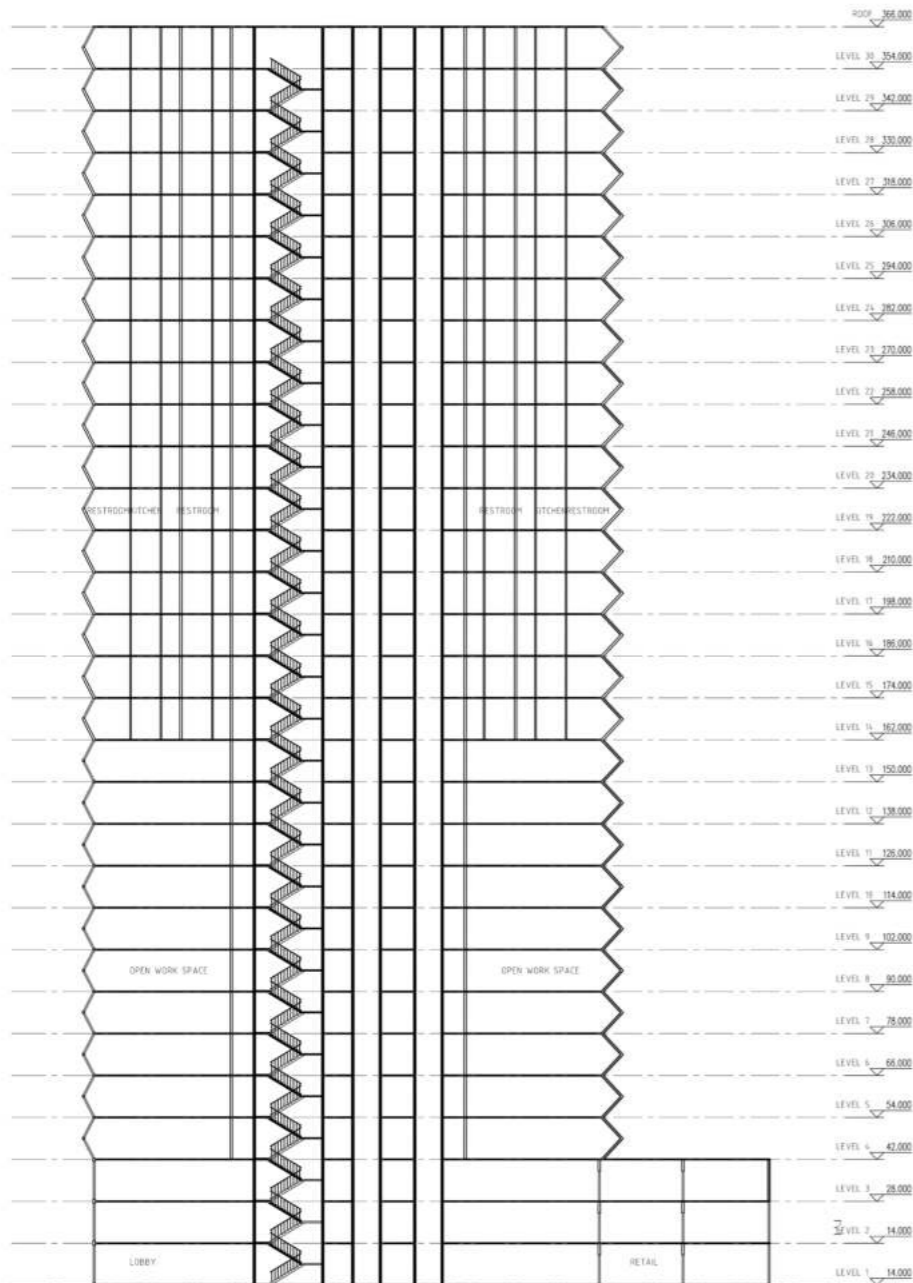 ROOF 366,000
LEVEL 30 354,000
LEVEL 29 342,000
LEVEL 28 330,000
LEVEL 27 318,000
LEVEL 26 306,000
LEVEL 25 294,000
LEVEL 24 282,000
LEVEL 23 270,000
LEVEL 22 258,000
LEVEL 21 246,000
LEVEL 20 234,000
RESTROOM KITCHEN RESTROOM RESTROOM KITCHEN RESTROOM
LEVEL 19 222,000
LEVEL 18 210,000
LEVEL 17 198,000
LEVEL 16 186,000
LEVEL 15 174,000
LEVEL 14 162,000
LEVEL 13 150,000
LEVEL 12 138,000
LEVEL 11 126,000
LEVEL 10 114,000
LEVEL 9 102,000
OPEN WORK SPACE OPEN WORK SPACE
LEVEL 8 90,000
LEVEL 7 78,000
LEVEL 6 66,000
LEVEL 5 54,000
LEVEL 4 42,000
LEVEL 3 28,000
LEVEL 2 14,000
LOBBY RETAIL
LEVEL 1 14,000